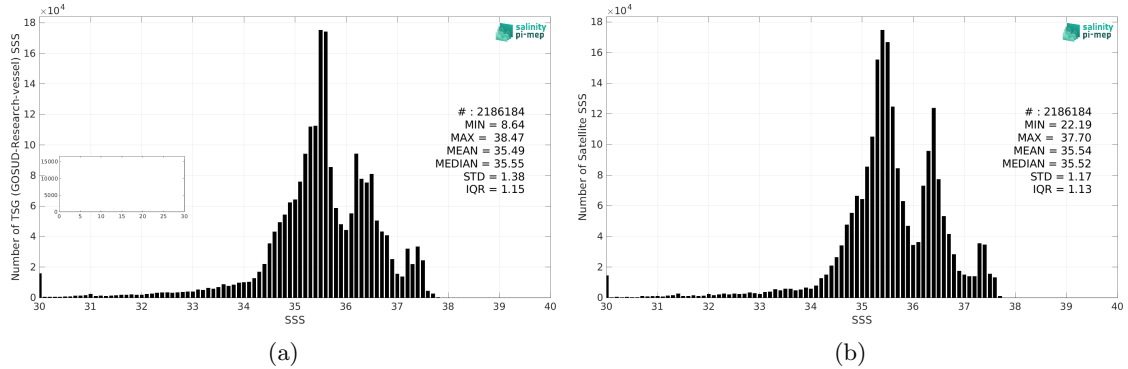 ×10⁴
18
16
14
12
10
8
6
4
2
0
Number of TSG (GOSUD-Research-vessel) SSS
salinity
pi-mep
# : 2186184
MIN = 8.64
MAX = 38.47
MEAN = 35.49
MEDIAN = 35.55
STD = 1.38
IQR = 1.15
15000
10000
5000
0
0 5 10 15 20 25 30
30 31 32 33 34 35 36 37 38 39 40
SSS
(a)
×10⁴
18
16
14
12
10
8
6
4
2
0
Number of Satellite SSS
salinity
pi-mep
# : 2186184
MIN = 22.19
MAX = 37.70
MEAN = 35.54
MEDIAN = 35.52
STD = 1.17
IQR = 1.13
30 31 32 33 34 35 36 37 38 39 40
SSS
(b)